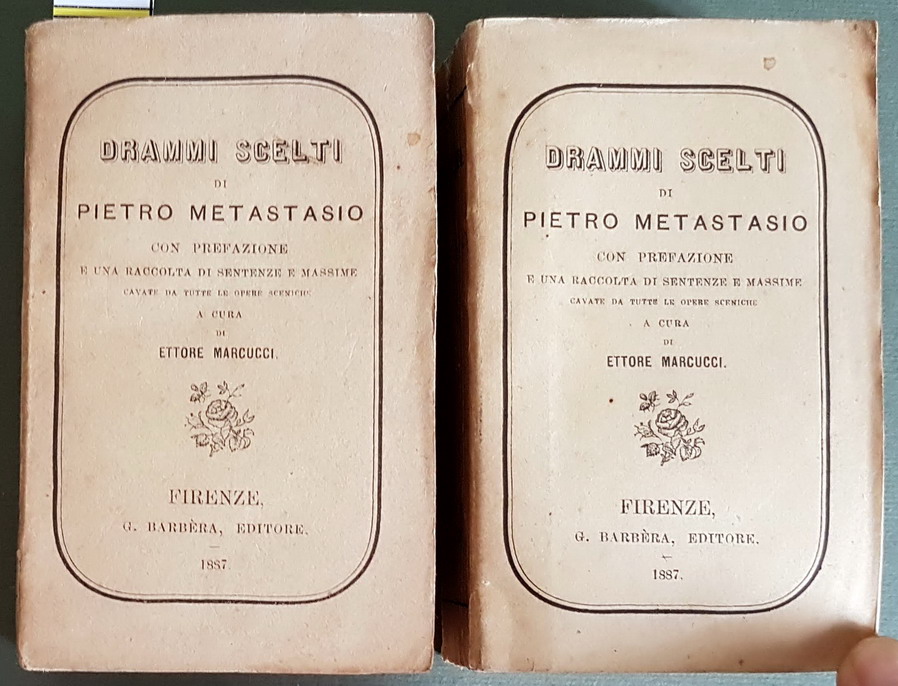 DRAMMI SCELTI
DI
PIETRO METASTASIO
CON PREFAZIONE
E UNA RACCOLTA DI SENTENZE E MASSIME
CAVATE DA TUTTE LE OPERE SCENICHE
A CURA
DI
ETTORE MARCUCCI.
FIRENZE,
G. BARBÈRA, EDITORE.
1887.
DRAMMI SCELTI
DI
PIETRO METASTASIO
CON PREFAZIONE
E UNA RACCOLTA DI SENTENZE E MASSIME
CAVATE DA TUTTE LE OPERE SCENICHE
A CURA
DI
ETTORE MARCUCCI.
FIRENZE,
G. BARBÈRA, EDITORE.
1887.